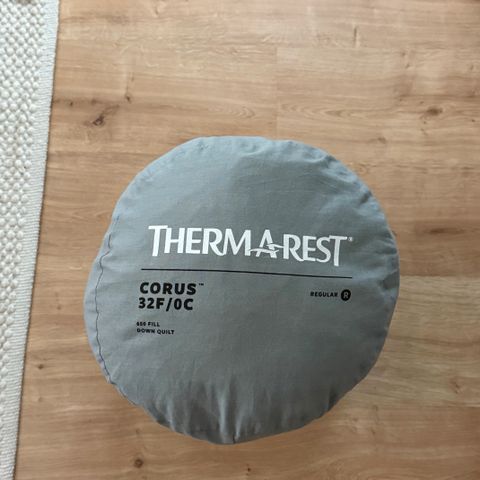 THERMAREST®
CORUS™
32F/0C
REGULAR R
650 FILL
DOWN QUILT